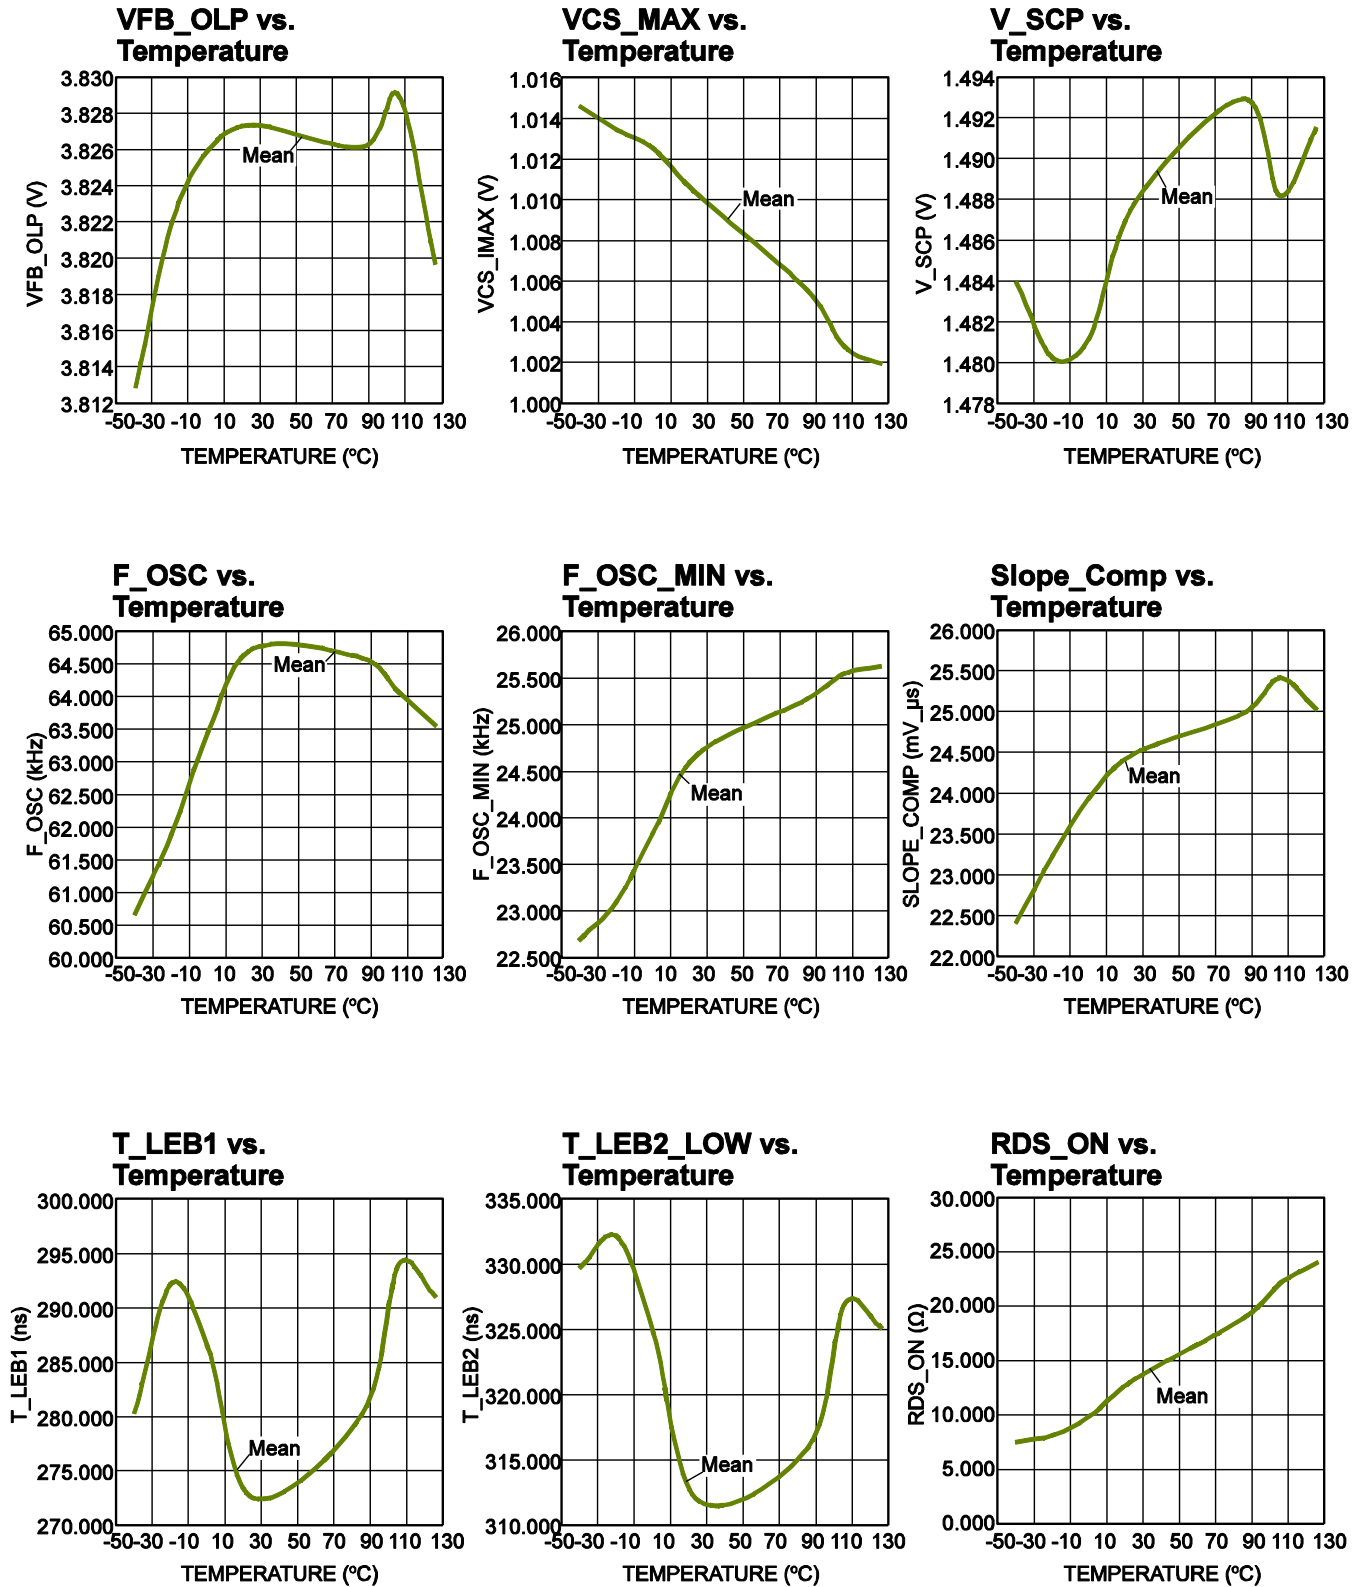 VFB_OLP vs.
Temperature
VFB_OLP (V)
3.830
3.828
3.826
3.824
3.822
3.820
3.818
3.816
3.814
3.812
Mean
-50 -30 -10 10 30 50 70 90 110 130
TEMPERATURE (ºC)
VCS_MAX vs.
Temperature
VCS_IMAX (V)
1.016
1.014
1.012
1.010
1.008
1.006
1.004
1.002
1.000
Mean
-50 -30 -10 10 30 50 70 90 110 130
TEMPERATURE (ºC)
V_SCP vs.
Temperature
V_SCP (V)
1.494
1.492
1.490
1.488
1.486
1.484
1.482
1.480
1.478
Mean
-50 -30 -10 10 30 50 70 90 110 130
TEMPERATURE (ºC)
F_OSC vs.
Temperature
F_OSC (kHz)
65.000
64.500
64.000
63.500
63.000
62.500
62.000
61.500
61.000
60.500
60.000
Mean
-50 -30 -10 10 30 50 70 90 110 130
TEMPERATURE (ºC)
F_OSC_MIN vs.
Temperature
F_OSC_MIN (kHz)
26.000
25.500
25.000
24.500
24.000
23.500
23.000
22.500
Mean
-50 -30 -10 10 30 50 70 90 110 130
TEMPERATURE (ºC)
Slope_Comp vs.
Temperature
SLOPE_COMP (mV_µs)
26.000
25.500
25.000
24.500
24.000
23.500
23.000
22.500
22.000
Mean
-50 -30 -10 10 30 50 70 90 110 130
TEMPERATURE (ºC)
T_LEB1 vs.
Temperature
T_LEB1 (ns)
300.000
295.000
290.000
285.000
280.000
275.000
270.000
Mean
-50 -30 -10 10 30 50 70 90 110 130
TEMPERATURE (ºC)
T_LEB2_LOW vs.
Temperature
T_LEB2 (ns)
335.000
330.000
325.000
320.000
315.000
310.000
Mean
-50 -30 -10 10 30 50 70 90 110 130
TEMPERATURE (ºC)
RDS_ON vs.
Temperature
RDS_ON (Ω)
30.000
25.000
20.000
15.000
10.000
5.000
0.000
Mean
-50 -30 -10 10 30 50 70 90 110 130
TEMPERATURE (ºC)